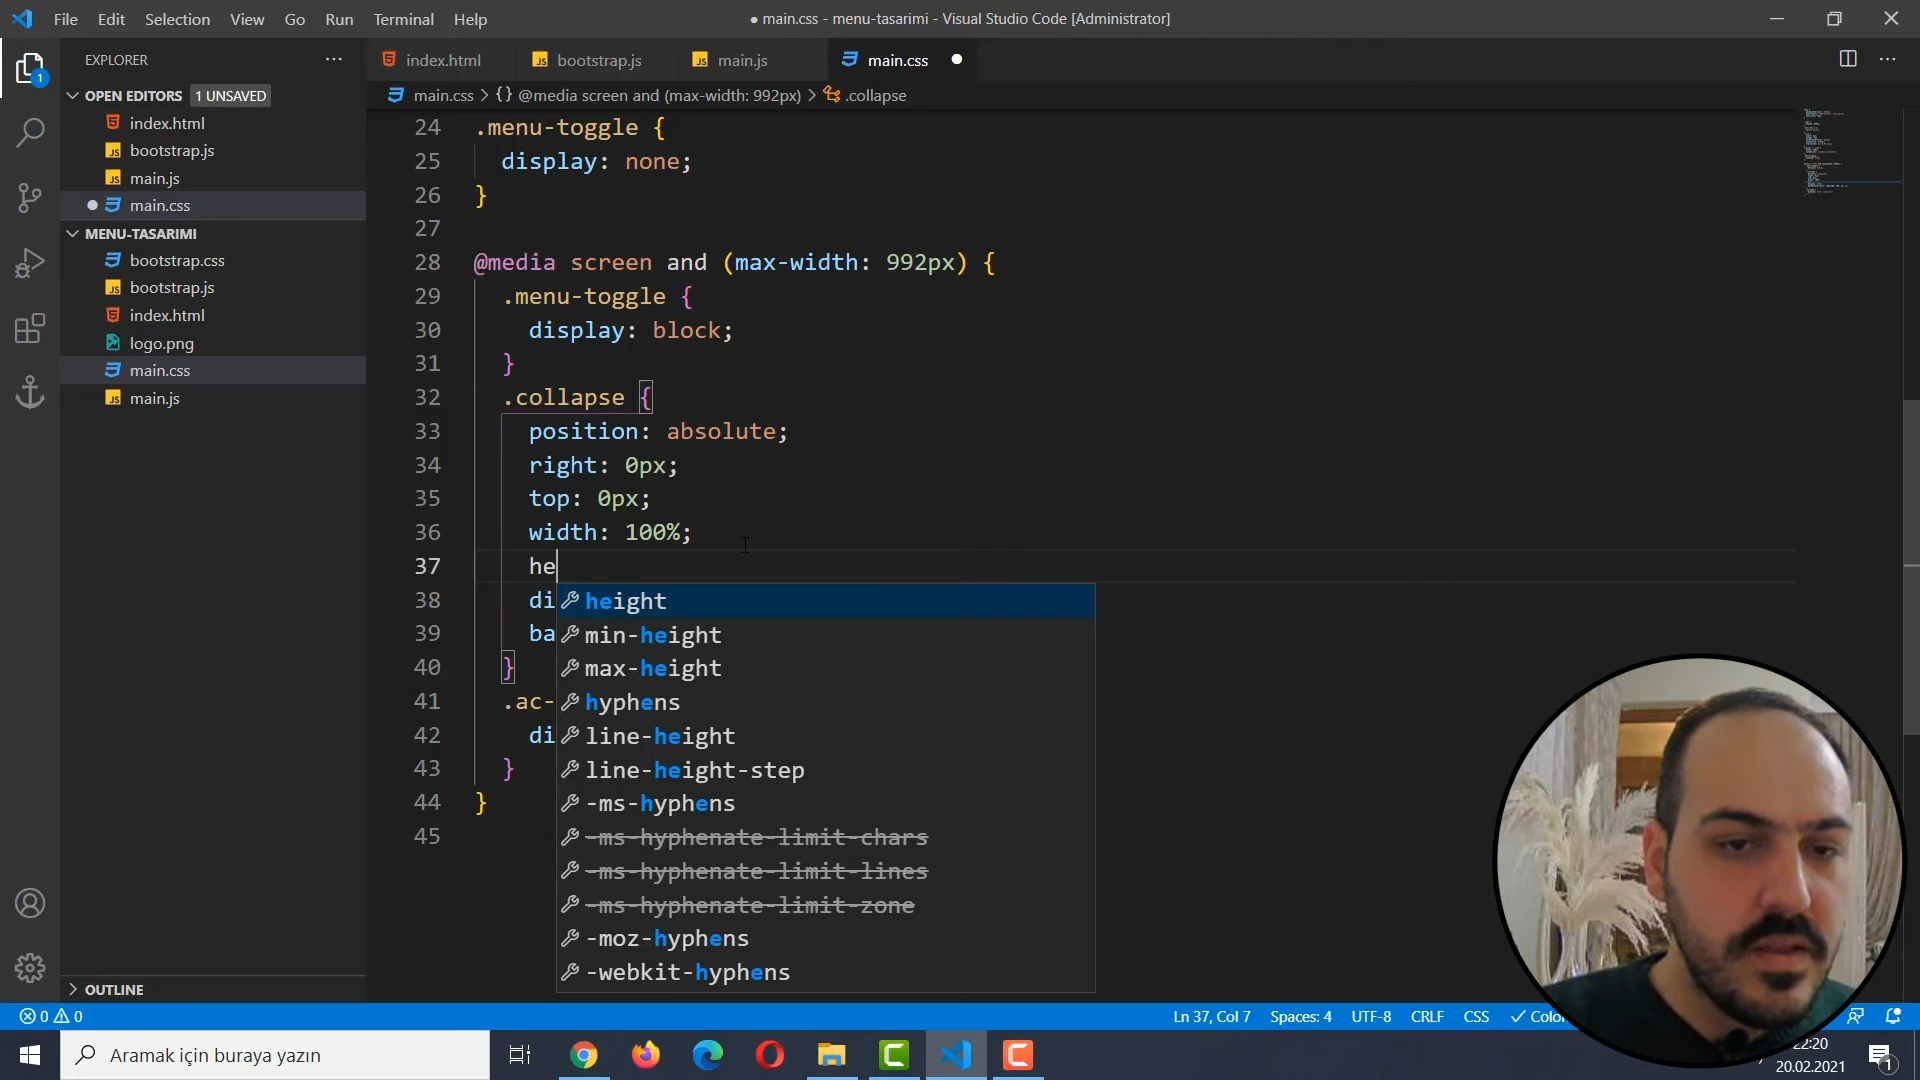 File Edit Selection View Go Run Terminal Help
● main.css - menu-tasarimi - Visual Studio Code [Administrator]
EXPLORER
OPEN EDITORS 1 UNSAVED
index.html
JS bootstrap.js
JS main.js
main.css
MENU-TASARIMI
bootstrap.css
JS bootstrap.js
index.html
logo.png
main.css
JS main.js
OUTLINE
index.html JS bootstrap.js JS main.js main.css
main.css > {} @media screen and (max-width: 992px) > .collapse
24 .menu-toggle {
25 display: none;
26 }
27
28 @media screen and (max-width: 992px) {
29 .menu-toggle {
30 display: block;
31 }
32 .collapse {
33 position: absolute;
34 right: 0px;
35 top: 0px;
36 width: 100%;
37 he
38 di
39 ba
40 }
41 .ac-
42 di
43 }
44 }
45
height
min-height
max-height
hyphens
line-height
line-height-step
-ms-hyphens
-ms-hyphenate-limit-chars
-ms-hyphenate-limit-lines
-ms-hyphenate-limit-zone
-moz-hyphens
-webkit-hyphens
1
0 0 Ln 37, Col 7 Spaces: 4 UTF-8 CRLF CSS
Aramak için buraya yazın
22:20
20.02.2021
1